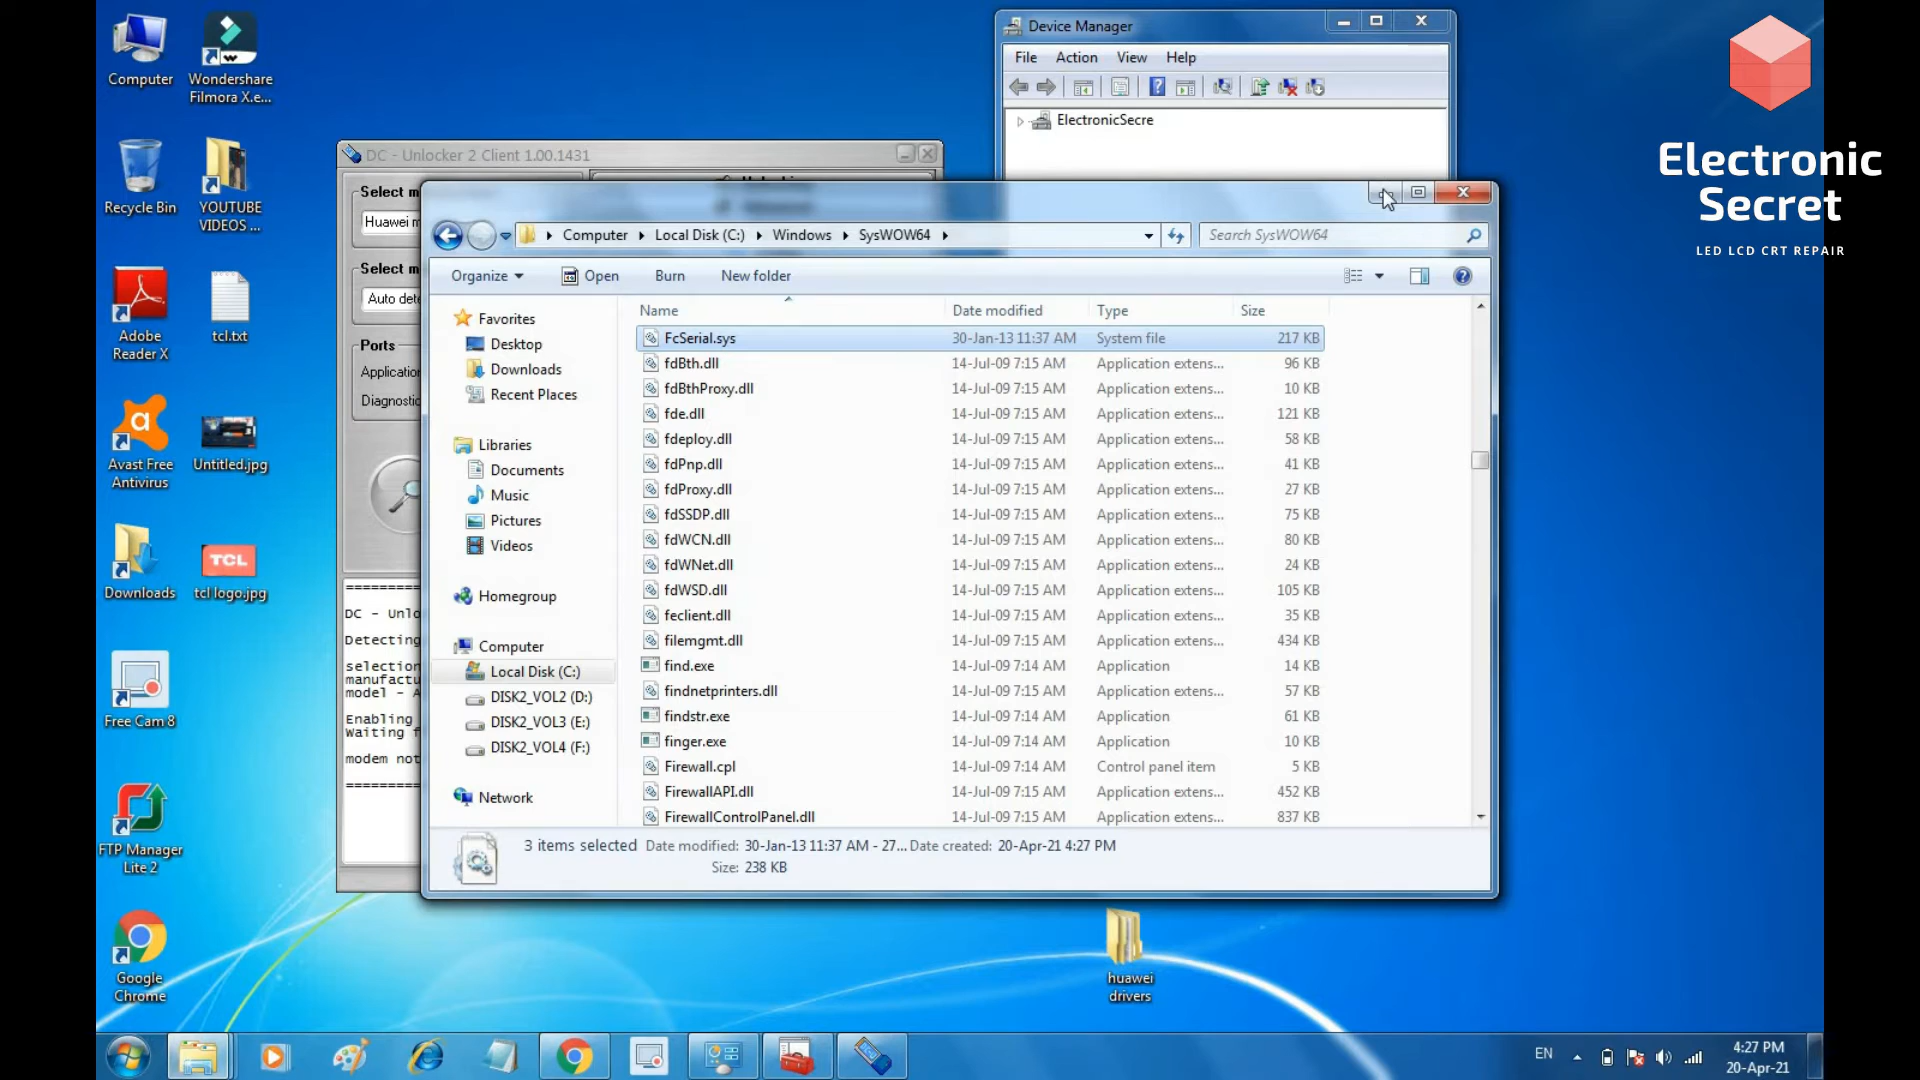 Computer
Wondershare
Filmora X.e...
Recycle Bin
YOUTUBE
VIDEOS ...
Adobe
Reader X
tcl.txt
Avast Free
Antivirus
Untitled.jpg
Downloads
TCL
tcl logo.jpg
Free Cam 8
FTP Manager
Lite 2
Google
Chrome
Device Manager
File Action View Help
ElectronicSecre
Electronic
Secret
LED LCD CRT REPAIR
DC - Unlocker 2 Client 1.00.1431
Select m
Huawei m
Select m
Auto dete
Ports
Application
Diagnostic
DC - Unlo
Detecting
selection
manufactu
model - A
Enabling
Waiting f
modem not
Computer Local Disk (C:) Windows SysWOW64
Search SysWOW64
Organize Open Burn New folder
Favorites
Desktop
Downloads
Recent Places
Libraries
Documents
Music
Pictures
Videos
Homegroup
Computer
Local Disk (C:)
DISK2_VOL2 (D:)
DISK2_VOL3 (E:)
DISK2_VOL4 (F:)
Network
Name Date modified Type Size
FcSerial.sys 30-Jan-13 11:37 AM System file 217 KB
fdBth.dll 14-Jul-09 7:15 AM Application extens... 96 KB
fdBthProxy.dll 14-Jul-09 7:15 AM Application extens... 10 KB
fde.dll 14-Jul-09 7:15 AM Application extens... 121 KB
fdeploy.dll 14-Jul-09 7:15 AM Application extens... 58 KB
fdPnp.dll 14-Jul-09 7:15 AM Application extens... 41 KB
fdProxy.dll 14-Jul-09 7:15 AM Application extens... 27 KB
fdSSDP.dll 14-Jul-09 7:15 AM Application extens... 75 KB
fdWCN.dll 14-Jul-09 7:15 AM Application extens... 80 KB
fdWNet.dll 14-Jul-09 7:15 AM Application extens... 24 KB
fdWSD.dll 14-Jul-09 7:15 AM Application extens... 105 KB
feclient.dll 14-Jul-09 7:15 AM Application extens... 35 KB
filemgmt.dll 14-Jul-09 7:15 AM Application extens... 434 KB
find.exe 14-Jul-09 7:14 AM Application 14 KB
findnetprinters.dll 14-Jul-09 7:15 AM Application extens... 57 KB
findstr.exe 14-Jul-09 7:14 AM Application 61 KB
finger.exe 14-Jul-09 7:14 AM Application 10 KB
Firewall.cpl 14-Jul-09 7:14 AM Control panel item 5 KB
FirewallAPI.dll 14-Jul-09 7:15 AM Application extens... 452 KB
FirewallControlPanel.dll 14-Jul-09 7:15 AM Application extens... 837 KB
3 items selected Date modified: 30-Jan-13 11:37 AM - 27... Date created: 20-Apr-21 4:27 PM
Size: 238 KB
huawei
drivers
EN
4:27 PM
20-Apr-21